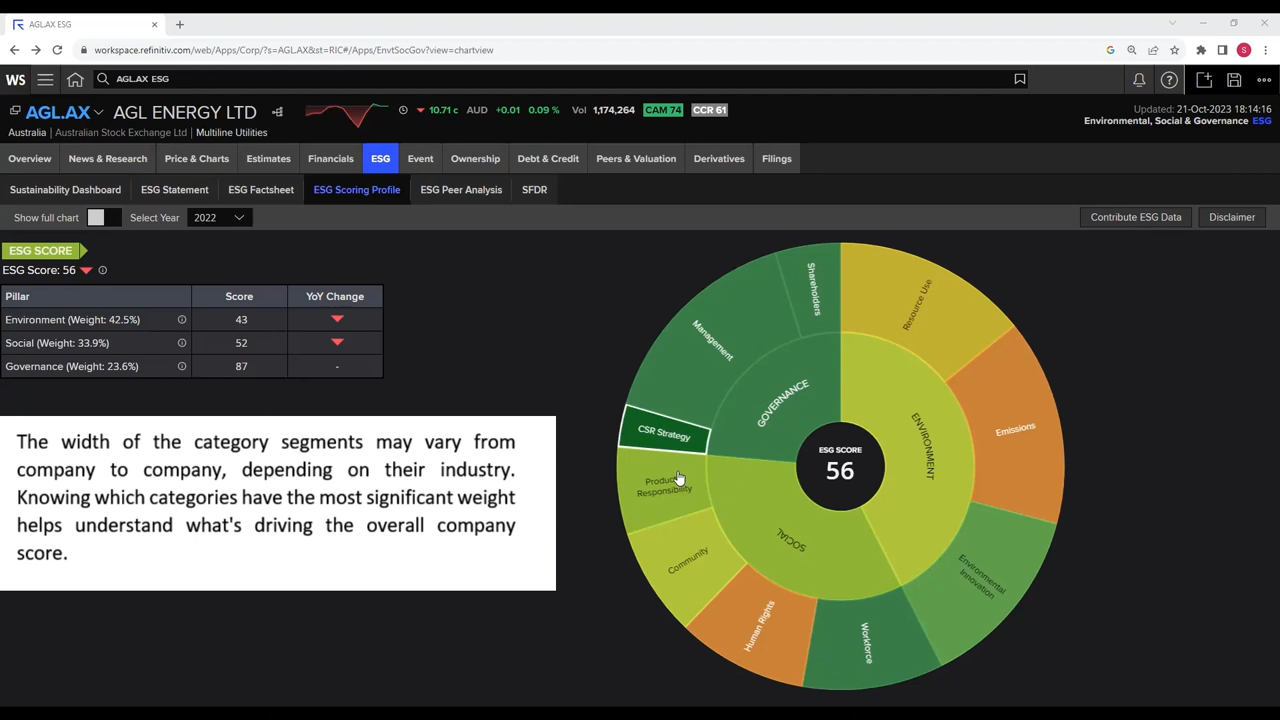 AGL.AX ESG
workspace.refinitiv.com/web/Apps/Corp/?s=AGL.AX&st=RIC#/Apps/EnvtSocGov?view=chartview
S
WS
AGL.AX ESG
AGL.AX AGL ENERGY LTD 10.71 c AUD +0.01 0.09 % Vol 1,174,264 CAM 74 CCR 61
Updated: 21-Oct-2023 18:14:16
Environmental, Social & Governance ESG
Australia | Australian Stock Exchange Ltd | Multiline Utilities
Overview News & Research Price & Charts Estimates Financials ESG Event Ownership Debt & Credit Peers & Valuation Derivatives Filings
Sustainability Dashboard ESG Statement ESG Factsheet ESG Scoring Profile ESG Peer Analysis SFDR
Show full chart Select Year 2022 Contribute ESG Data Disclaimer
ESG SCORE
ESG Score: 56
Pillar Score YoY Change
Environment (Weight: 42.5%) 43
Social (Weight: 33.9%) 52
Governance (Weight: 23.6%) 87 -
The width of the category segments may vary from
company to company, depending on their industry.
Knowing which categories have the most significant weight
helps understand what's driving the overall company
score.
ESG SCORE
56
ENVIRONMENT
SOCIAL
GOVERNANCE
Resource Use
Emissions
Environmental
Innovation
Workforce
Human Rights
Community
Product
Responsibility
CSR Strategy
Management
Shareholders